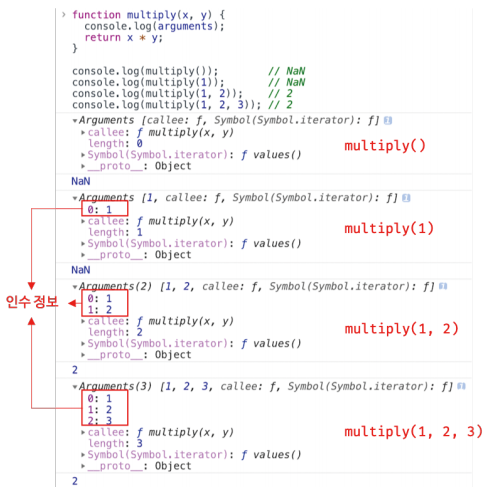 › function multiply(x, y) {
console.log(arguments);
return x * y;
}
console.log(multiply()); // NaN
console.log(multiply(1)); // NaN
console.log(multiply(1, 2)); // 2
console.log(multiply(1, 2, 3)); // 2
▾Arguments [callee: ƒ, Symbol(Symbol.iterator): ƒ] i
▸callee: ƒ multiply(x, y)
length: 0
▸Symbol(Symbol.iterator): ƒ values()
▸__proto__: Object
multiply()
NaN
▾Arguments [1, callee: ƒ, Symbol(Symbol.iterator): ƒ] i
0: 1
▸callee: ƒ multiply(x, y)
length: 1
▸Symbol(Symbol.iterator): ƒ values()
▸__proto__: Object
multiply(1)
NaN
인수 정보
▾Arguments(2) [1, 2, callee: ƒ, Symbol(Symbol.iterator): ƒ] i
0: 1
1: 2
▸callee: ƒ multiply(x, y)
length: 2
▸Symbol(Symbol.iterator): ƒ values()
▸__proto__: Object
multiply(1, 2)
2
▾Arguments(3) [1, 2, 3, callee: ƒ, Symbol(Symbol.iterator): ƒ] i
0: 1
1: 2
2: 3
▸callee: ƒ multiply(x, y)
length: 3
▸Symbol(Symbol.iterator): ƒ values()
▸__proto__: Object
multiply(1, 2, 3)
2